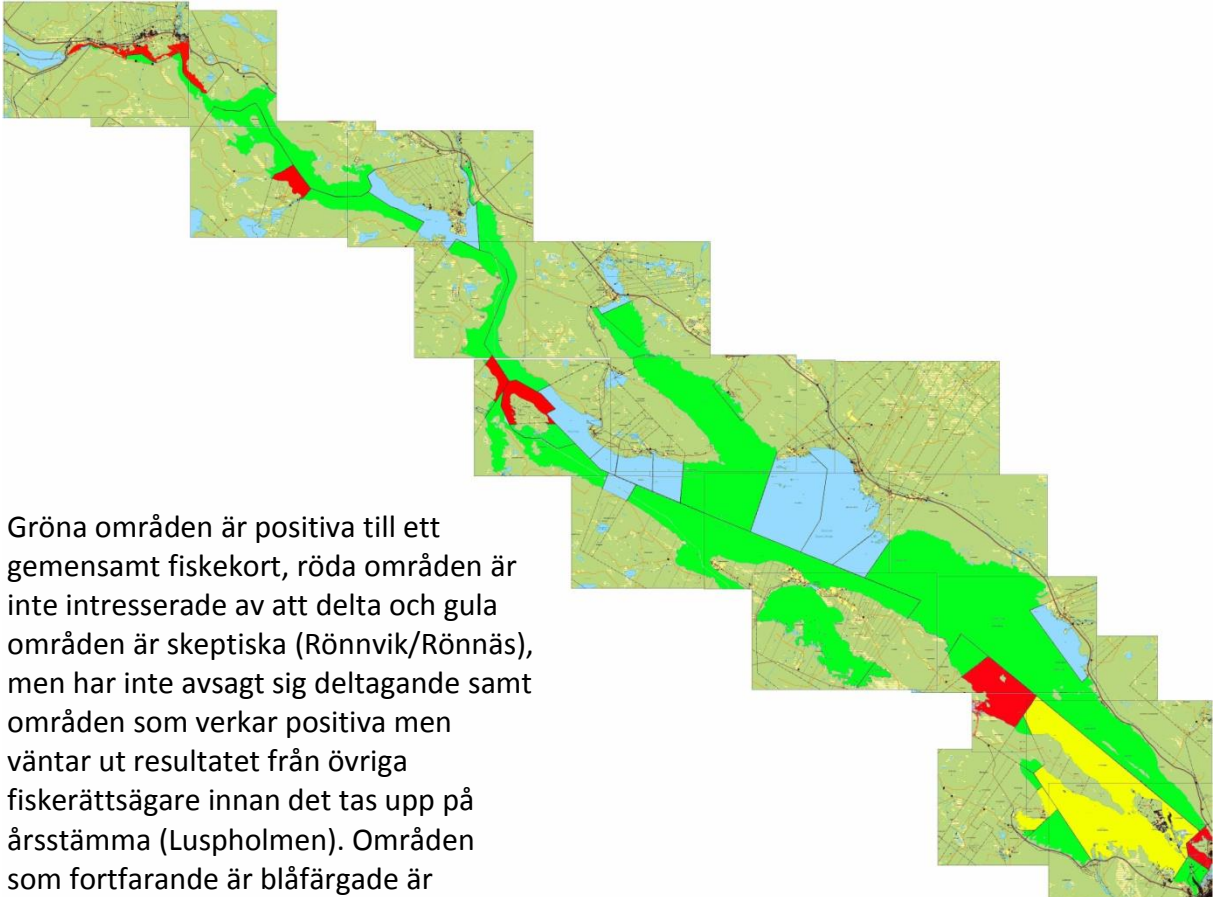 Gröna områden är positiva till ett
gemensamt fiskekort, röda områden är
inte intresserade av att delta och gula
områden är skeptiska (Rönnvik/Rönnäs),
men har inte avsagt sig deltagande samt
områden som verkar positiva men
väntar ut resultatet från övriga
fiskerättsägare innan det tas upp på
årsstämma (Luspholmen). Områden
som fortfarande är blåfärgade är